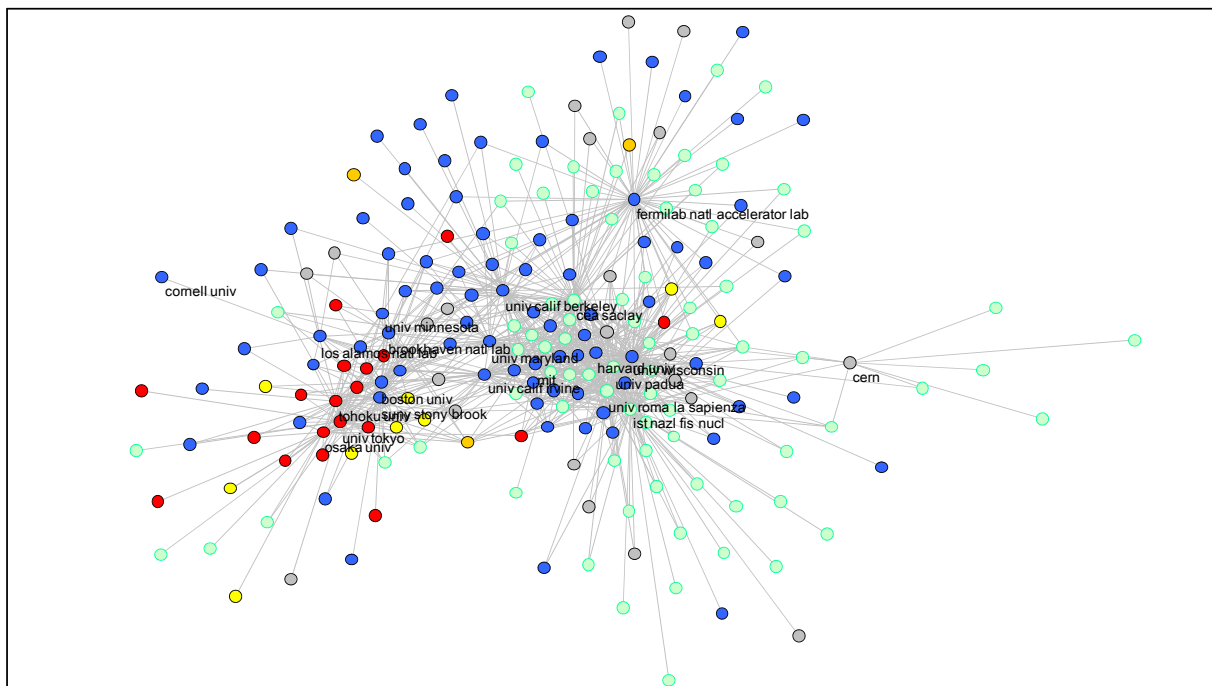 fermilab natl accelerator lab
cornell univ
univ calif berkeley
cea saclay
univ minnesota
brookhaven natl lab
los alamos natl lab
univ maryland
harvard univ
univ wisconsin
cern
mit
univ calif irvine
univ padua
boston univ
univ roma la sapienza
suny stony brook
tohoku univ
ist nazl fis nucl
univ tokyo
osaka univ